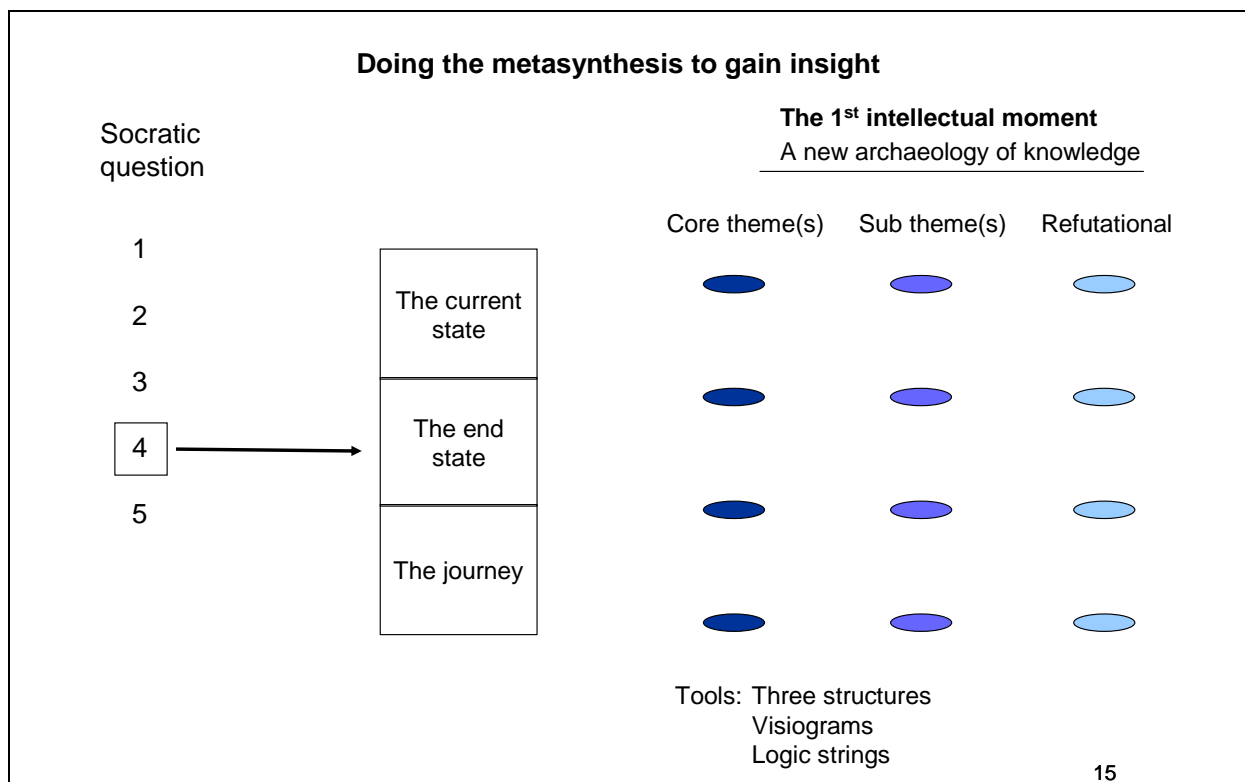 Doing the metasynthesis to gain insight
The 1st intellectual moment
A new archaeology of knowledge
Socratic
question
Core theme(s) Sub theme(s) Refutational
1
2
3
4
5
The current
state
The end
state
The journey
Tools: Three structures
Visiograms
Logic strings
15